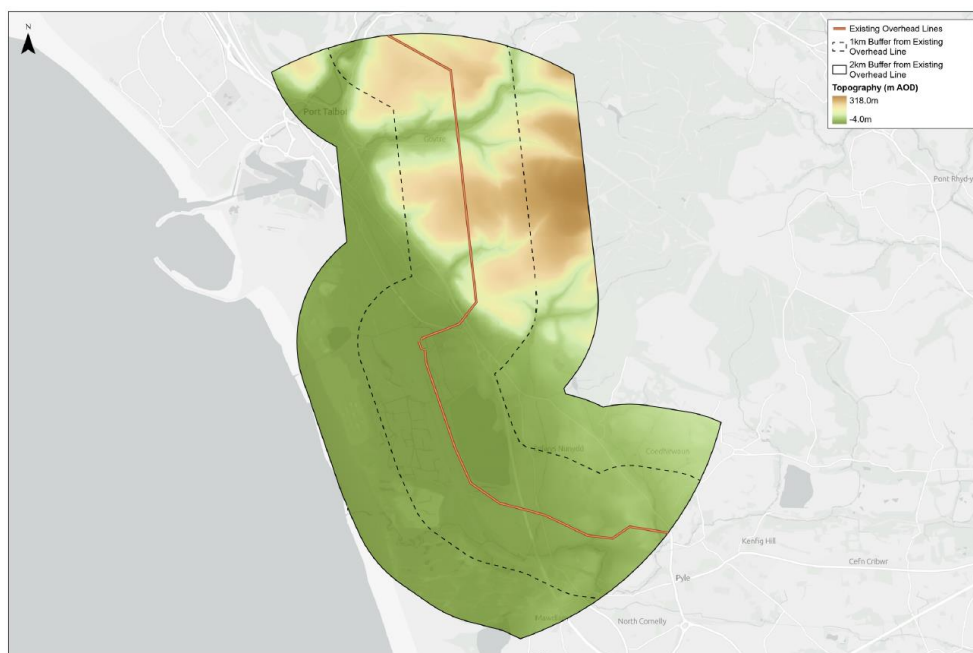 N
Existing Overhead Lines
1km Buffer from Existing
Overhead Line
2km Buffer from Existing
Overhead Line
Topography (m AOD)
318.0m
-4.0m
Port Talbot
Pont Rhyd-y
Kenfig Hill
Cefn Cribwr
Pyle
North Cornelly